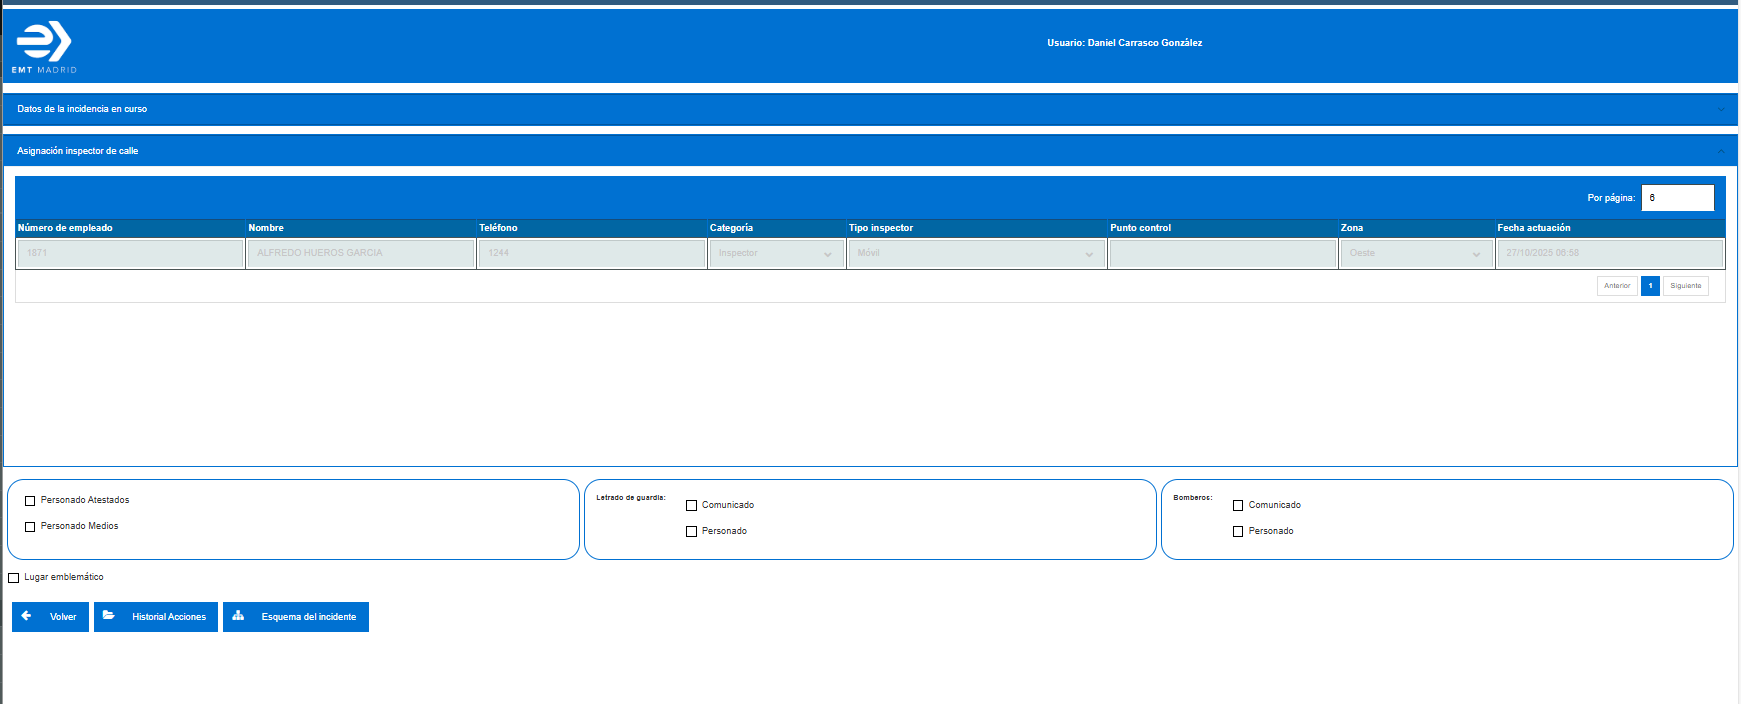 EMT MADRID
Usuario: Daniel Carrasco González
Datos de la incidencia en curso
Asignación inspector de calle
Por página: 6
Número de empleado Nombre Teléfono Categoría Tipo inspector Punto control Zona Fecha actuación
1871 ALFREDO HUEROS GARCIA 1244 Inspector Móvil Oeste 27/10/2025 06:58
Anterior 1 Siguiente
Personado Atestados
Personado Medios
Letrado de guardia:
Comunicado
Personado
Bomberos:
Comunicado
Personado
Lugar emblemático
Volver Historial Acciones Esquema del incidente